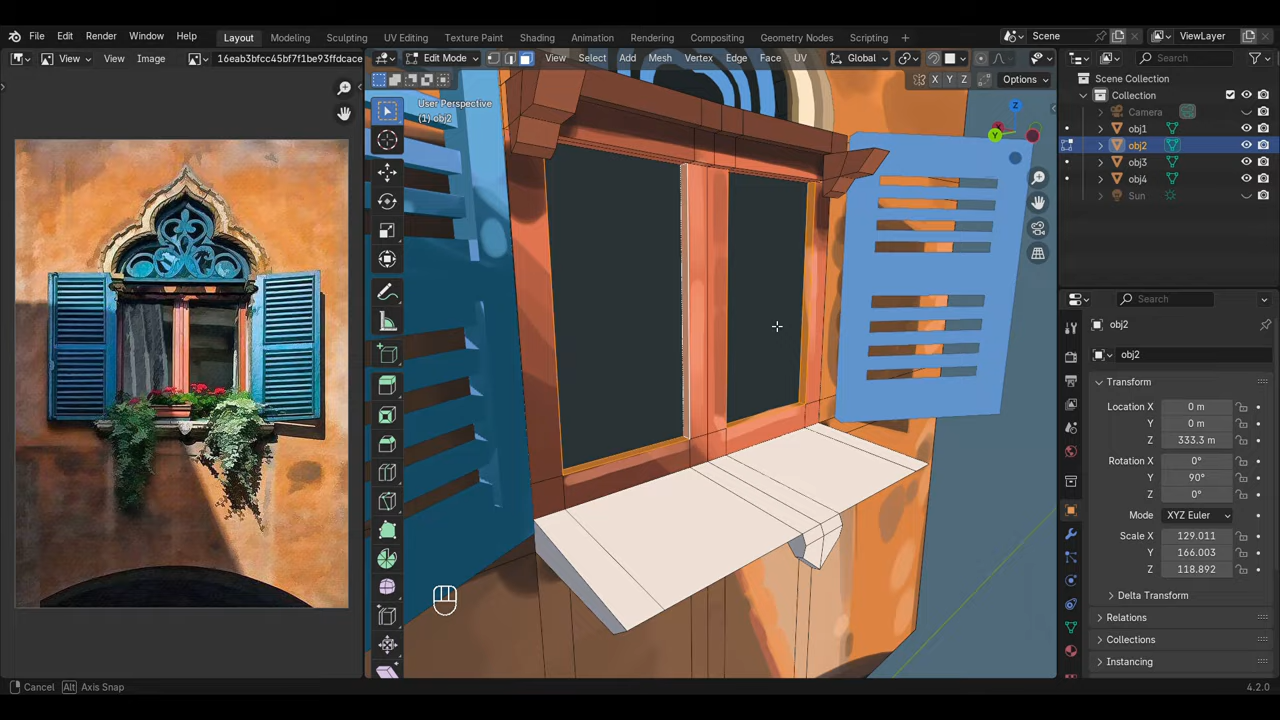 File Edit Render Window Help Layout Modeling Sculpting UV Editing Texture Paint Shading Animation Rendering Compositing Geometry Nodes Scripting Scene ViewLayer
View View Image 16eab3bfcc45bf7f1be93ffdcace Edit Mode View Select Add Mesh Vertex Edge Face UV Global Search
X Y Z Options
User Perspective
(1) obj2
Scene Collection
Collection
Camera
obj1
obj2
obj3
obj4
Sun
Z
Y
Search
obj2
obj2
Transform
Location X 0 m
Y 0 m
Z 333.3 m
Rotation X 0°
Y 90°
Z 0°
Mode XYZ Euler
Scale X 129.011
Y 166.003
Z 118.892
Delta Transform
Relations
Collections
Instancing
Cancel Alt Axis Snap 4.2.0